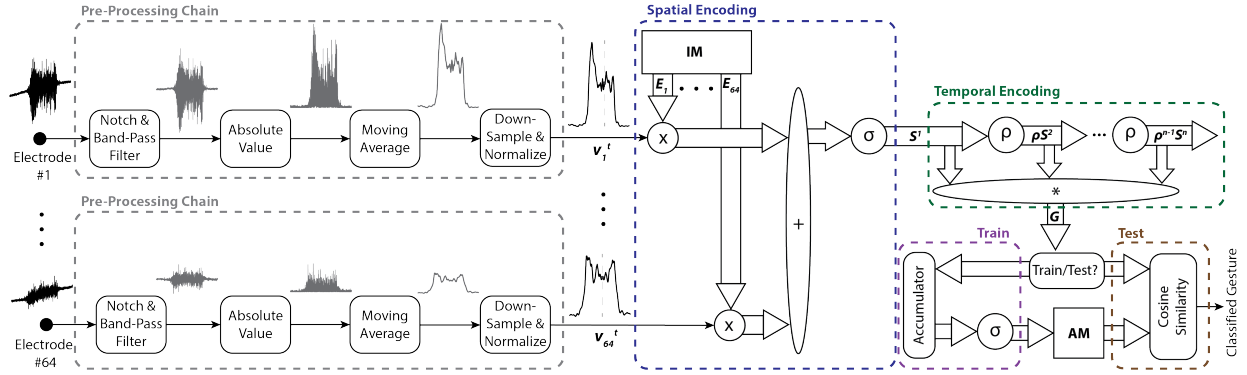 Pre-Processing Chain
Electrode
#1
Notch &
Band-Pass
Filter
Absolute
Value
Moving
Average
Down-
Sample &
Normalize
v₁ᵗ
Pre-Processing Chain
Electrode
#64
Notch &
Band-Pass
Filter
Absolute
Value
Moving
Average
Down-
Sample &
Normalize
v₆₄ᵗ
Spatial Encoding
IM
E₁ • • • E₆₄
x
x
+
σ
S¹
Temporal Encoding
ρ
ρS²
...
ρ
ρⁿ⁻¹Sⁿ
*
G
Train
Test
Train/Test?
Accumulator
σ
AM
Cosine
Similarity
Classified Gesture